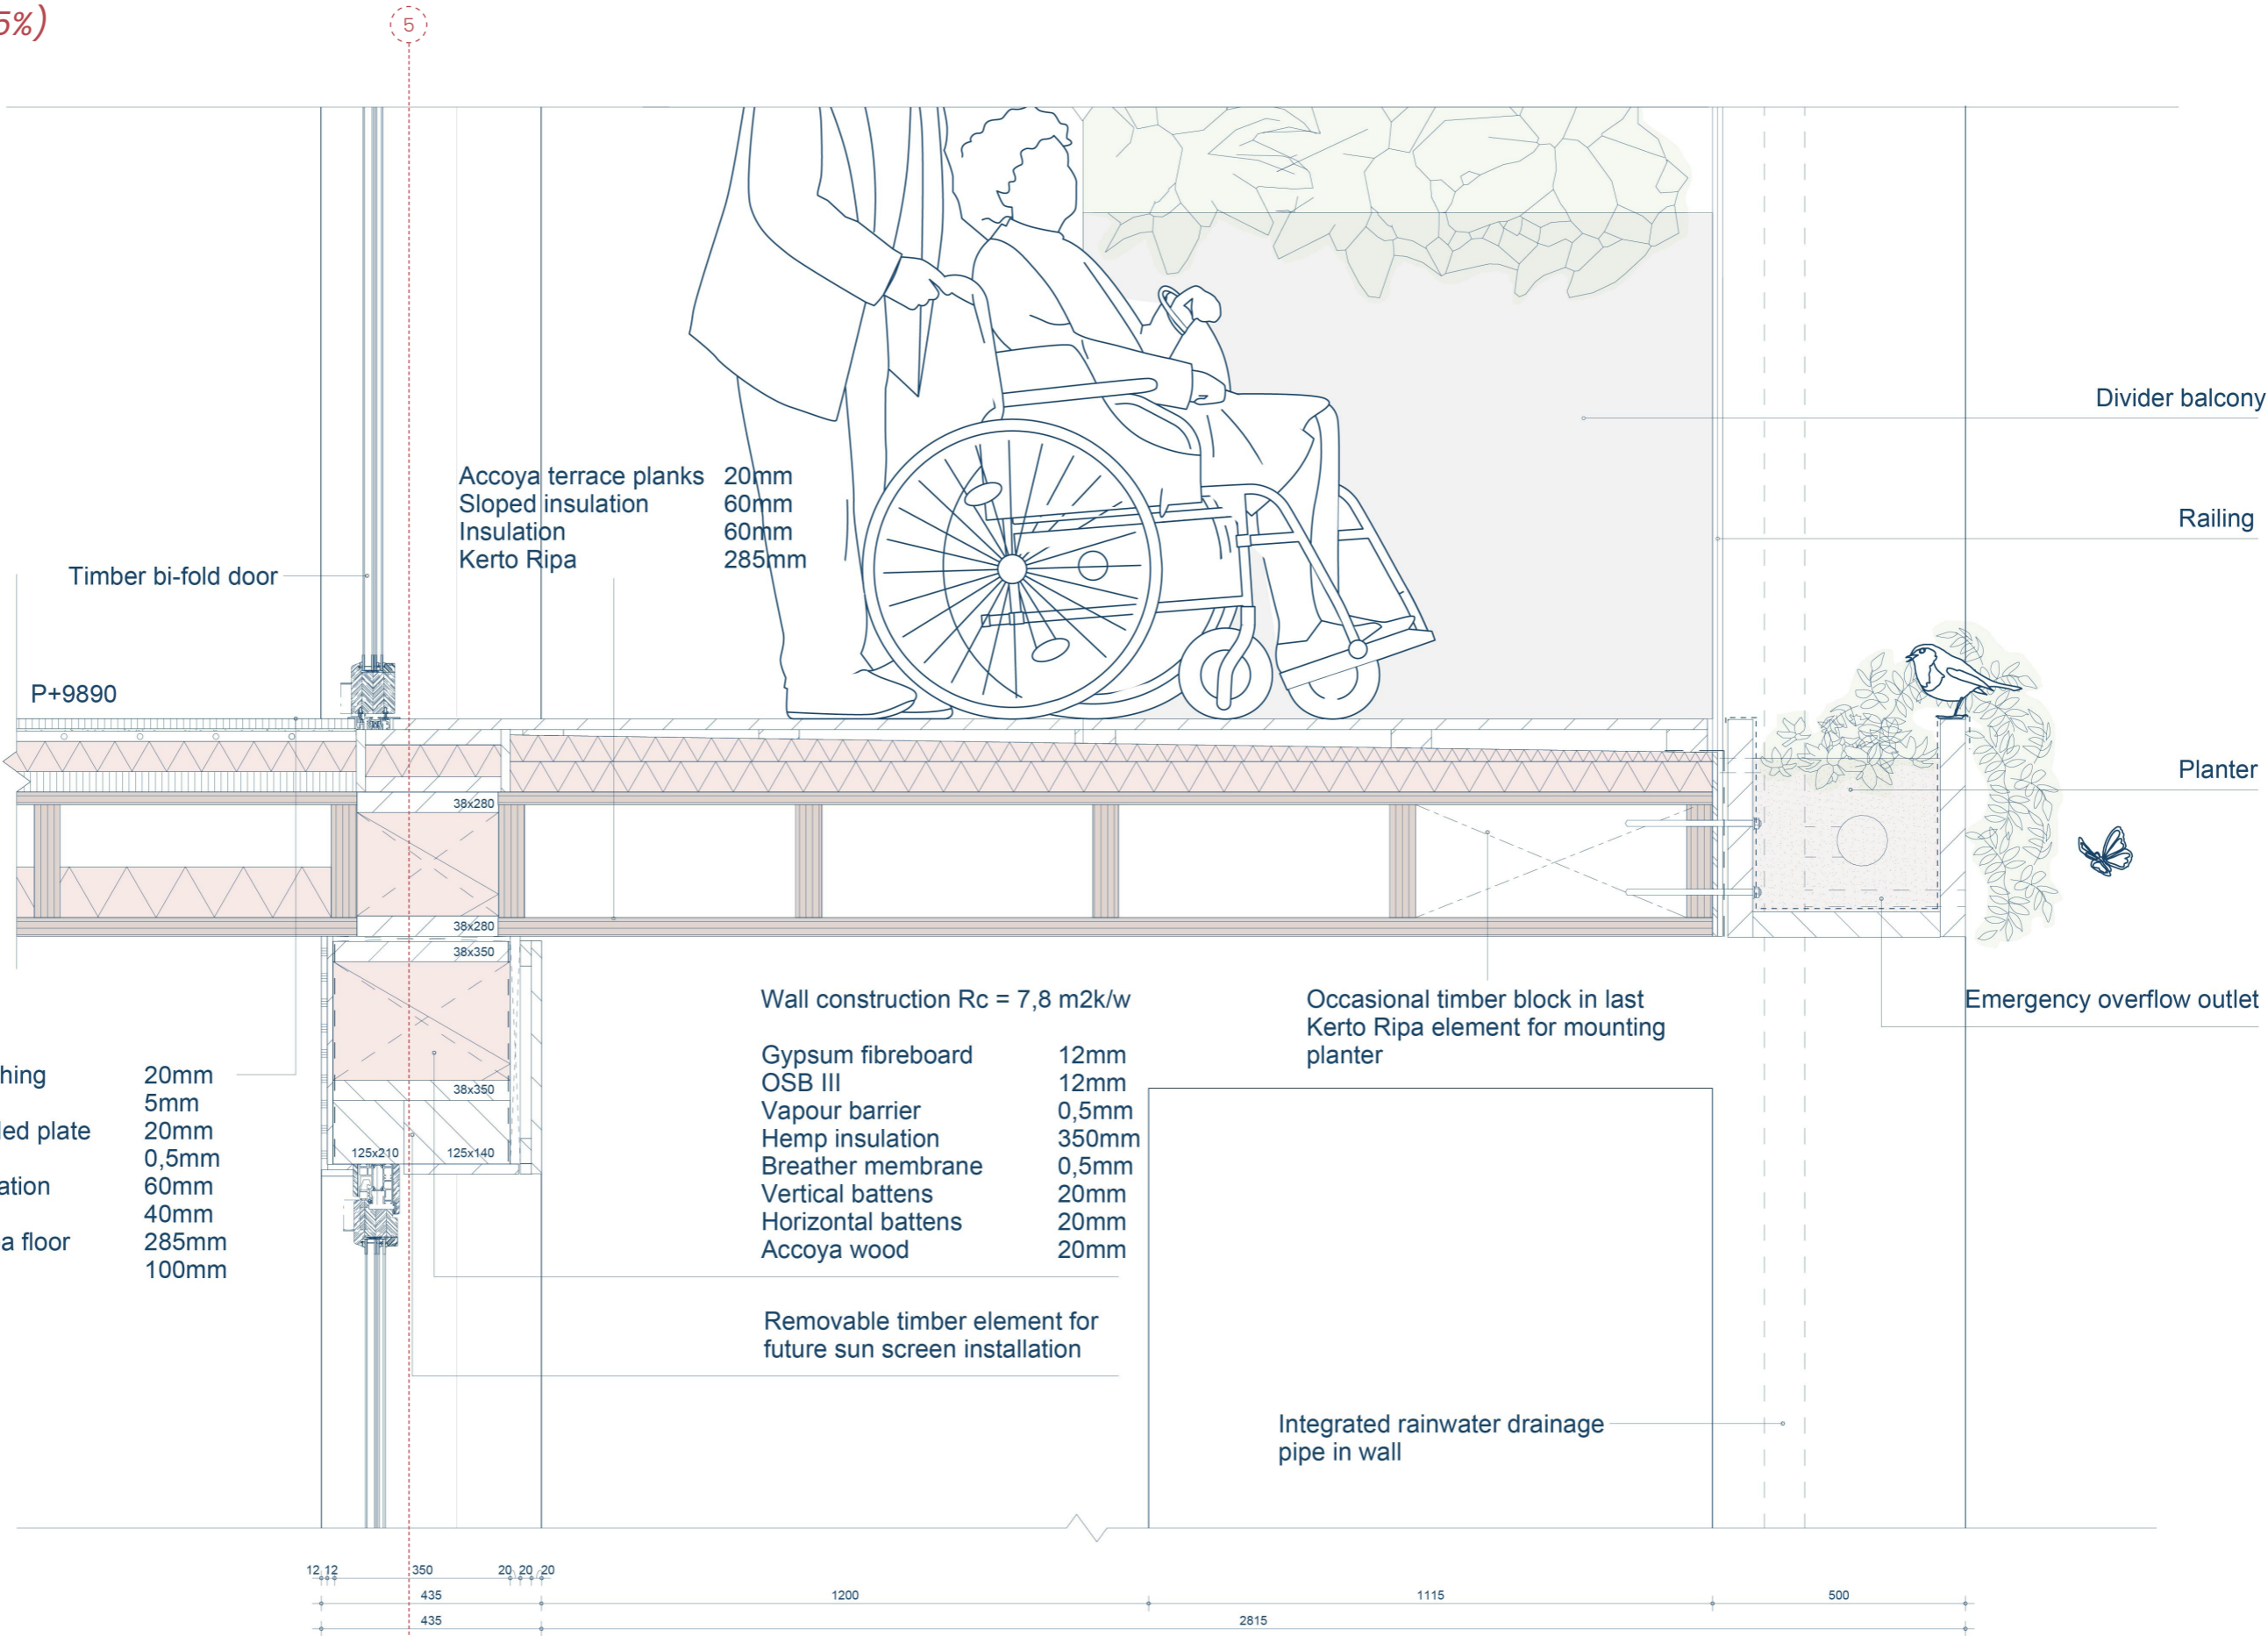 5%)
5
Divider balcony
Accoya terrace planks 20mm
Sloped insulation 60mm
Insulation 60mm
Kerto Ripa 285mm
Railing
Timber bi-fold door
P+9890
Planter
38x280
38x280
38x350
38x350
125x210 125x140
Wall construction Rc = 7,8 m2k/w
Gypsum fibreboard 12mm
OSB III 12mm
Vapour barrier 0,5mm
Hemp insulation 350mm
Breather membrane 0,5mm
Vertical battens 20mm
Horizontal battens 20mm
Accoya wood 20mm
Occasional timber block in last
Kerto Ripa element for mounting
planter
Emergency overflow outlet
hing 20mm
5mm
led plate 20mm
0,5mm
ation 60mm
40mm
a floor 285mm
100mm
Removable timber element for
future sun screen installation
Integrated rainwater drainage
pipe in wall
12 12 350 20 20 20
435 1200 1115 500
435 2815